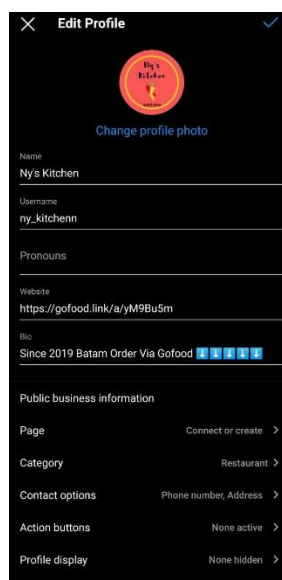 Edit Profile
Ny's
Kitchen
Change profile photo
Name
Ny's Kitchen
Username
ny_kitchenn
Pronouns
Website
https://gofood.link/a/yM9Bu5m
Bio
Since 2019 Batam Order Via Gofood ⬇️⬇️⬇️⬇️⬇️
Public business information
Page Connect or create >
Category Restaurant >
Contact options Phone number, Address >
Action buttons None active >
Profile display None hidden >